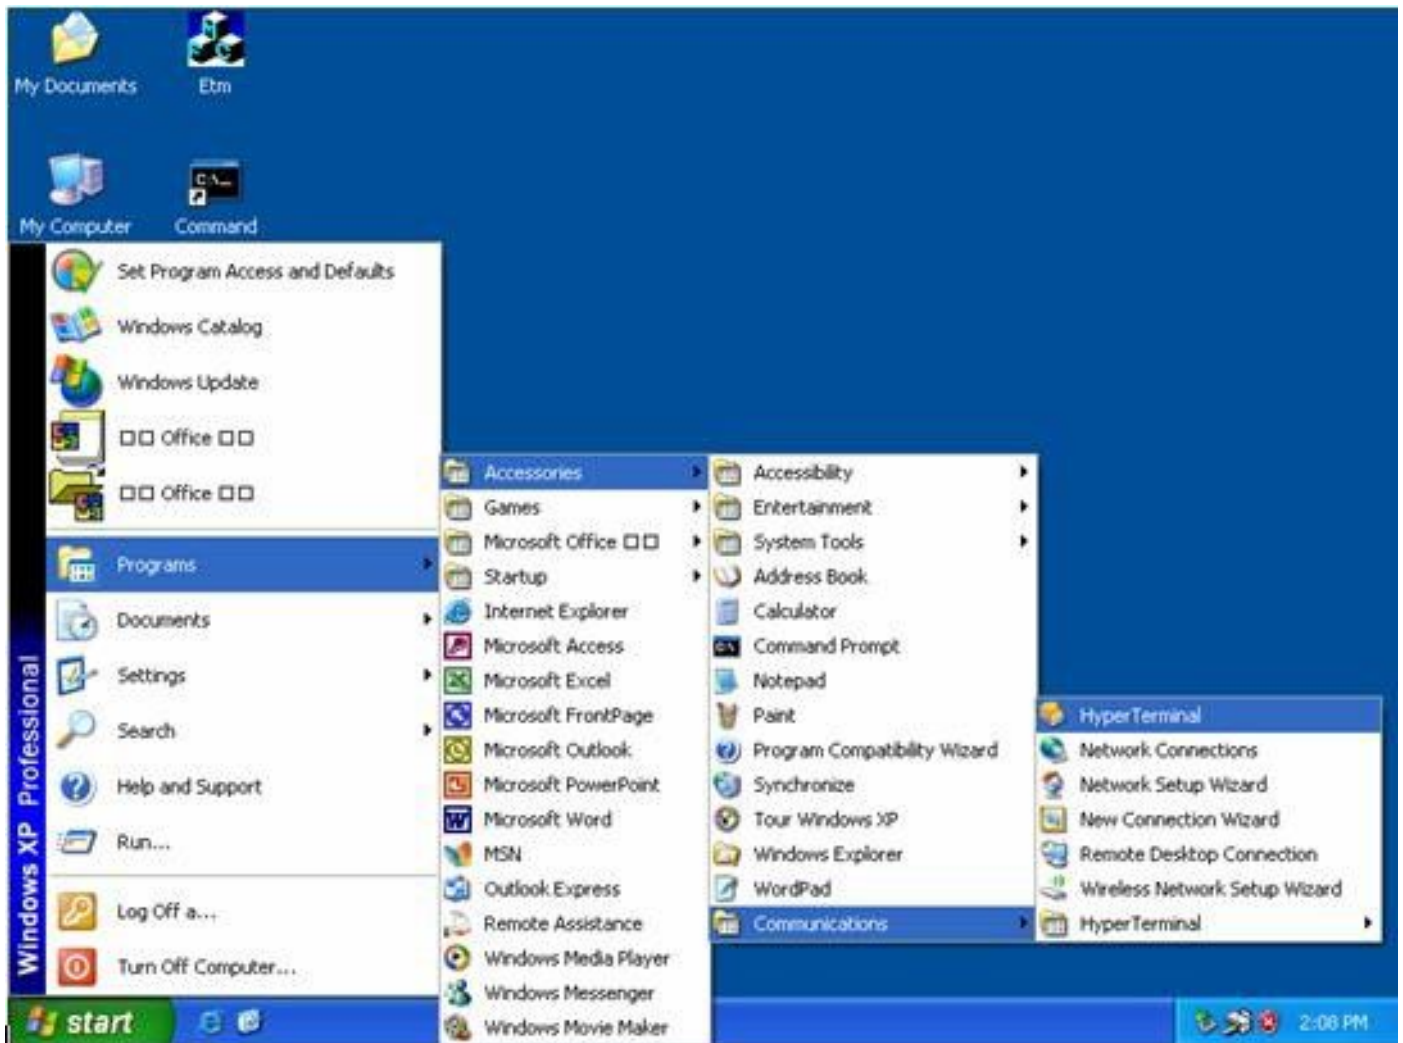 My Documents
Etm
My Computer
Command
Set Program Access and Defaults
Windows Catalog
Windows Update
□□ Office □□
□□ Office □□
Programs
Documents
Settings
Search
Help and Support
Run...
Log Off a...
Turn Off Computer...
Windows XP Professional
Accessories
Games
Microsoft Office □□
Startup
Internet Explorer
Microsoft Access
Microsoft Excel
Microsoft FrontPage
Microsoft Outlook
Microsoft PowerPoint
Microsoft Word
MSN
Outlook Express
Remote Assistance
Windows Media Player
Windows Messenger
Windows Movie Maker
Accessibility
Entertainment
System Tools
Address Book
Calculator
Command Prompt
Notepad
Paint
Program Compatibility Wizard
Synchronize
Tour Windows XP
Windows Explorer
WordPad
Communications
HyperTerminal
Network Connections
Network Setup Wizard
New Connection Wizard
Remote Desktop Connection
Wireless Network Setup Wizard
HyperTerminal
start
2:08 PM